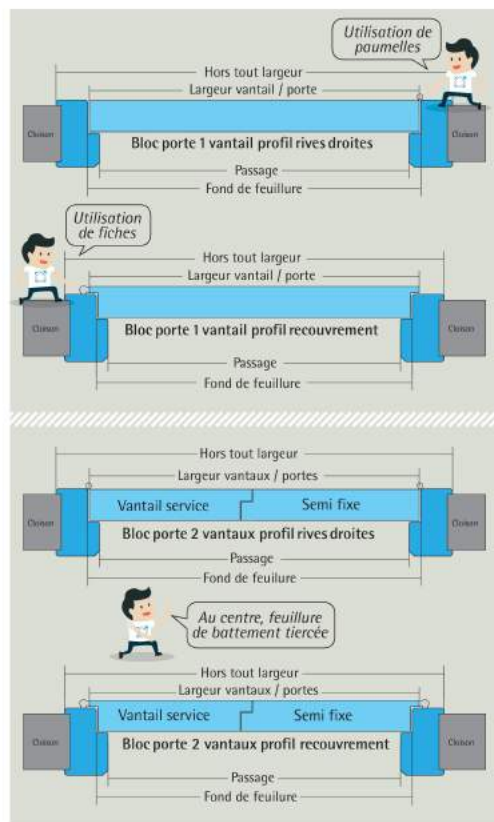 Utilisation de
paumelles
Hors tout largeur
Largeur vantail / porte
Cloison
Cloison
Bloc porte 1 vantail profil rives droites
Passage
Fond de feuillure
Utilisation
de fiches
Hors tout largeur
Largeur vantail / porte
Cloison
Cloison
Bloc porte 1 vantail profil recouvrement
Passage
Fond de feuillure
Hors tout largeur
Largeur vantaux / portes
Vantail service
Semi fixe
Cloison
Cloison
Bloc porte 2 vantaux profil rives droites
Passage
Fond de feuilure
Au centre, feuillure
de battement tiercée
Hors tout largeur
Largeur vantaux / portes
Vantail service
Semi fixe
Cloison
Cloison
Bloc porte 2 vantaux profil recouvrement
Passage
Fond de feuillure